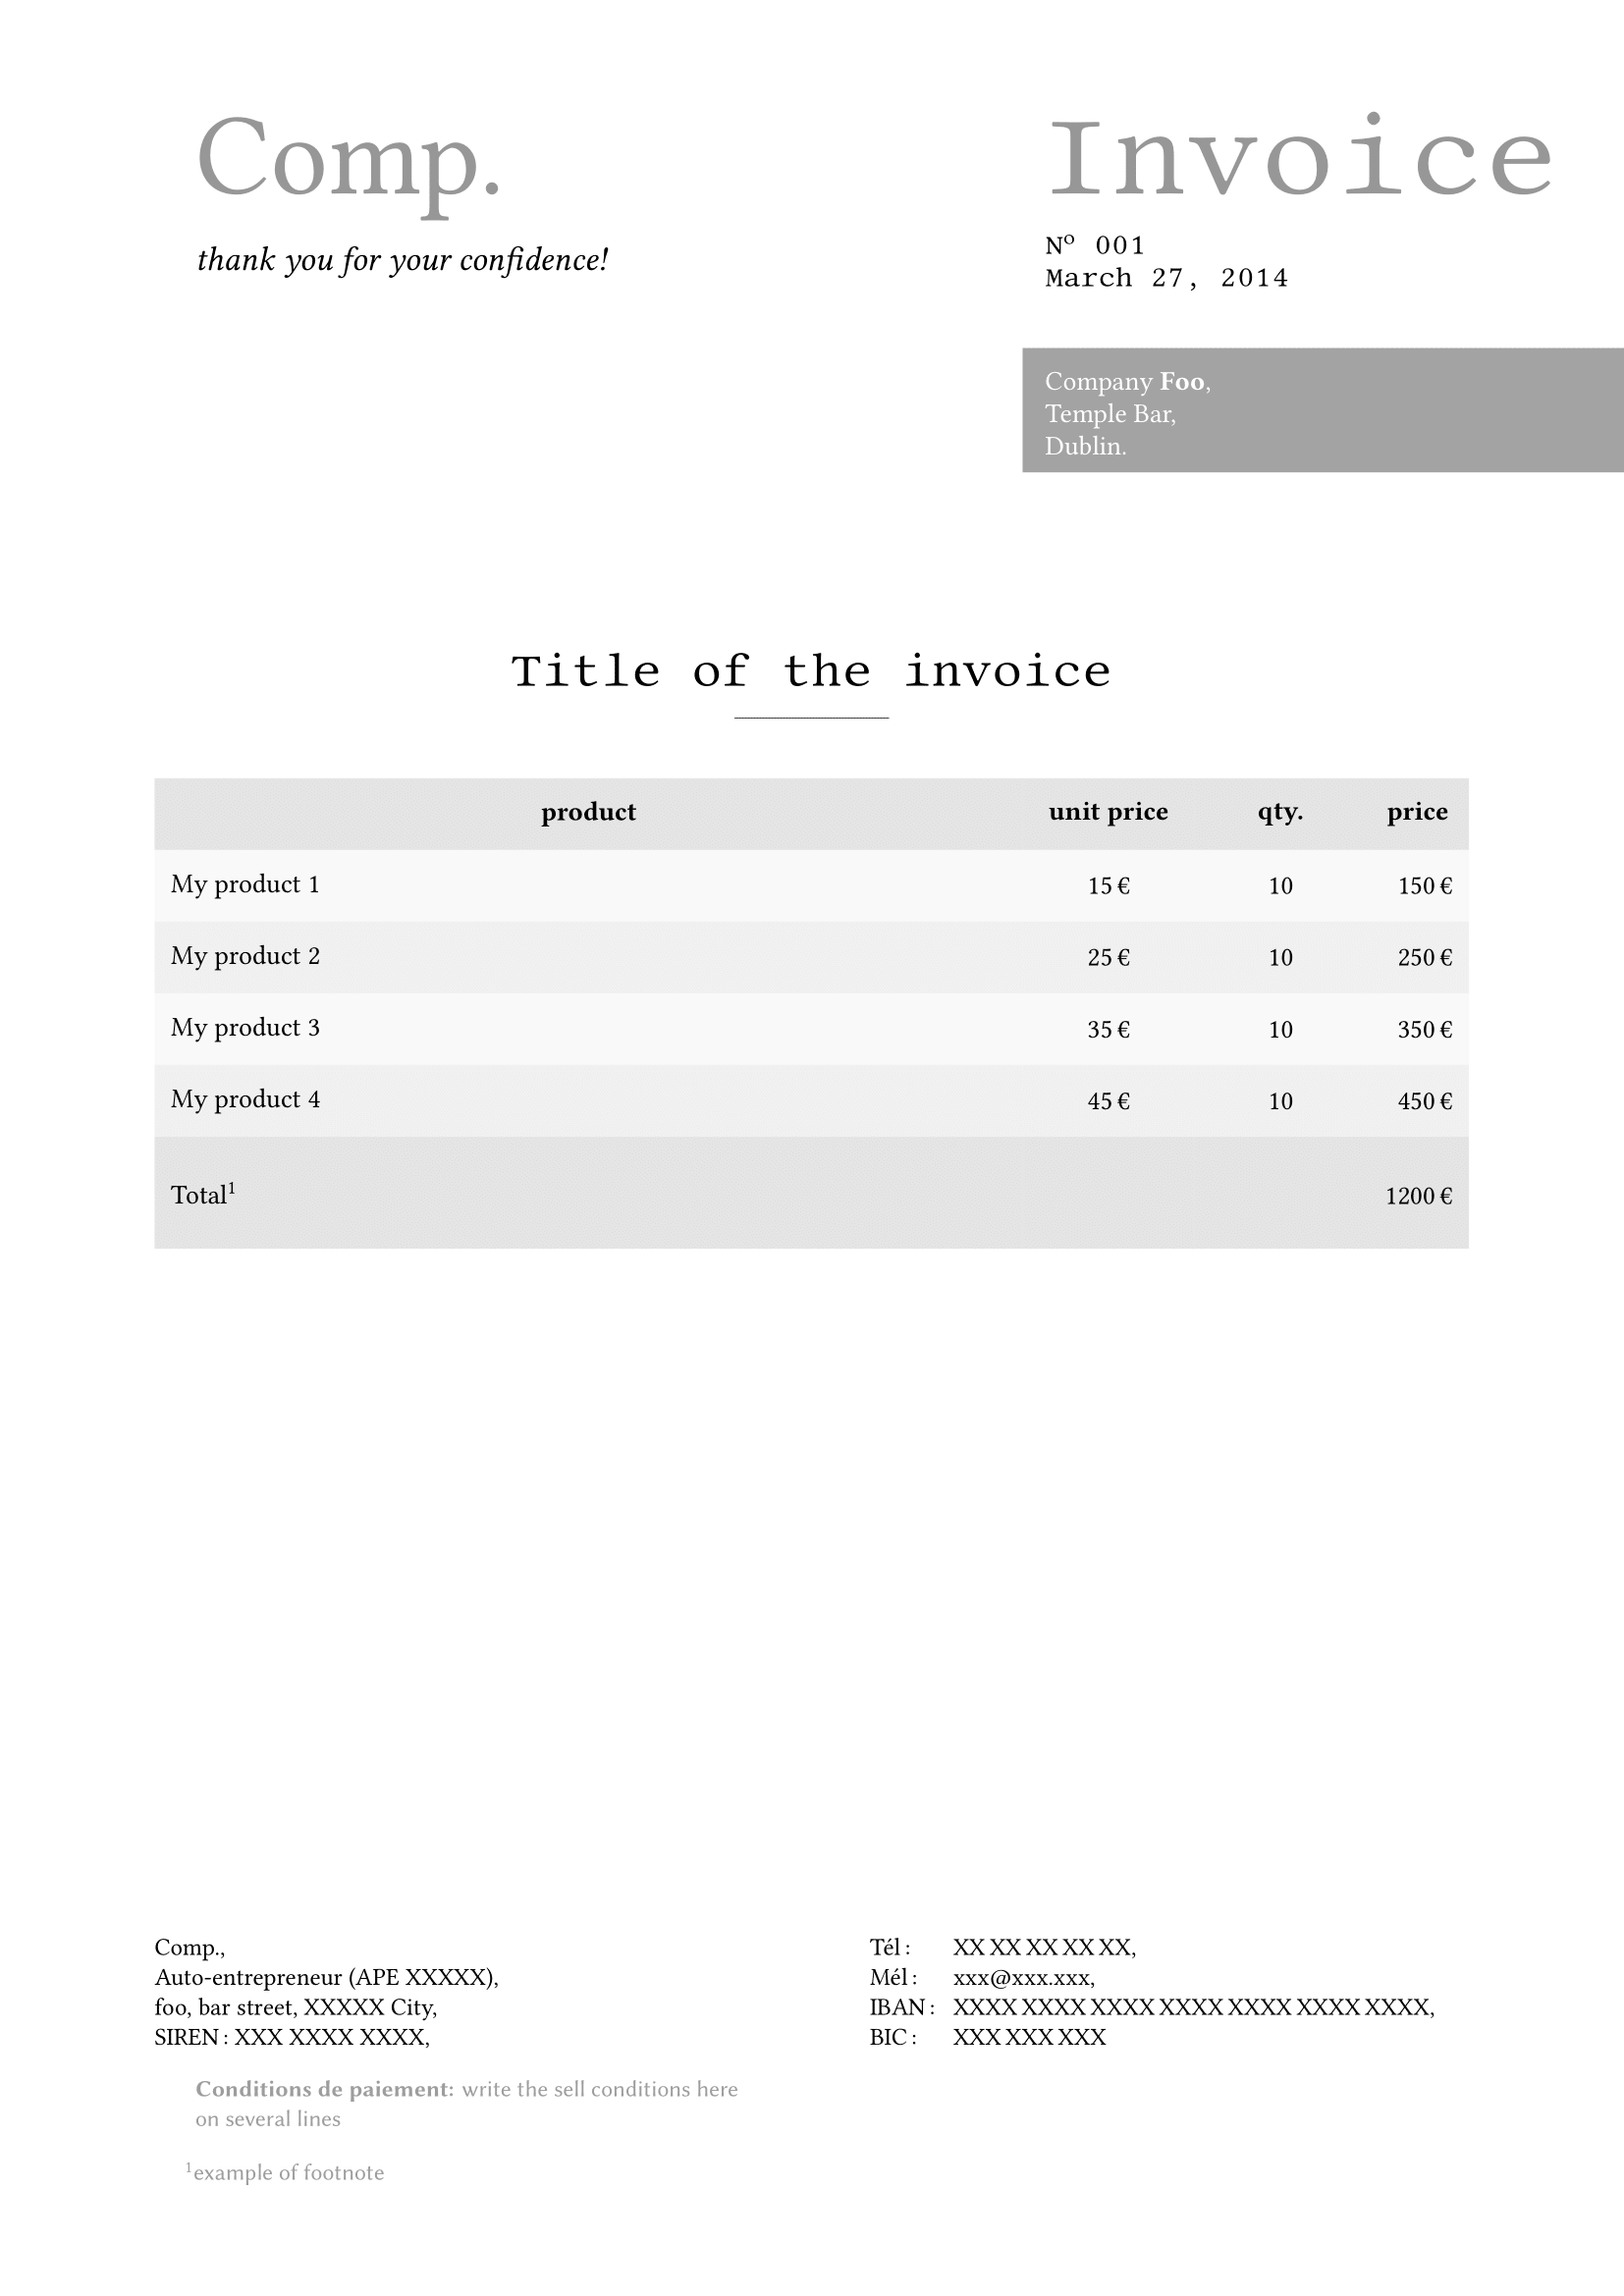 Comp.
thank you for your confidence!
Invoice
Nº 001
March 27, 2014
Company Foo,
Temple Bar,
Dublin.
Title of the invoice
product unit price qty. price
My product 1 15 € 10 150 €
My product 2 25 € 10 250 €
My product 3 35 € 10 350 €
My product 4 45 € 10 450 €
Total¹ 1200 €
Comp.,
Auto-entrepreneur (APE XXXXX),
foo, bar street, XXXXX City,
SIREN : XXX XXXX XXXX,
Tél : XX XX XX XX XX,
Mél : xxx@xxx.xxx,
IBAN : XXXX XXXX XXXX XXXX XXXX XXXX XXXX,
BIC : XXX XXX XXX
Conditions de paiement: write the sell conditions here
on several lines
¹example of footnote